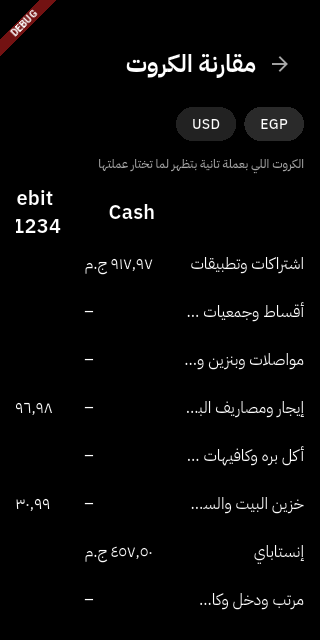 DEBUG
مقارنة الكروت
EGP USD
الكروت اللي بعملة تانية بتظهر لما تختار عملتها
Cash ebit
1234
اشتراكات وتطبيقات ٩١٧,٩٧ ج.م
أقساط وجمعيات ... –
مواصلات وبنزين و... –
إيجار ومصاريف الب... – ٩٦,٩٨
أكل بره وكافيهات ... –
خزين البيت والس... – ٣٠,٩٩
إنستاباي ٤٥٧,٥٠ ج.م
مرتب ودخل وكا... –